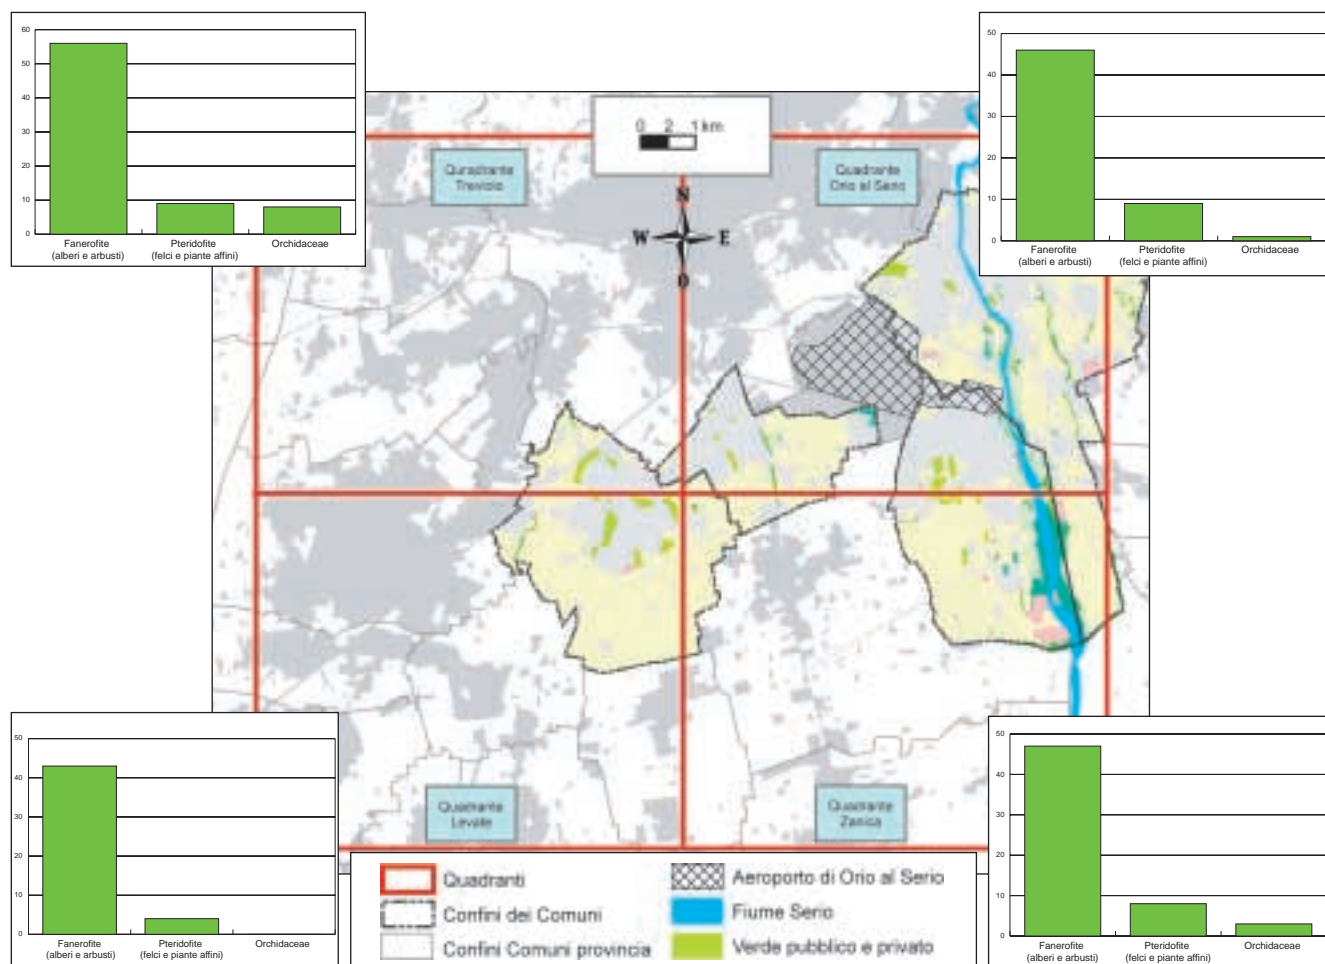 60
50
40
30
20
10
0
Fanerofite
(alberi e arbusti)
Pteridofite
(felci e piante affini)
Orchidaceae
50
40
30
20
10
0
Fanerofite
(alberi e arbusti)
Pteridofite
(felci e piante affini)
Orchidaceae
0 2 1 km
Quradrante
Treviolo
Quadrante
Orio al Serio
N
W E
O
Quadrante
Levate
Quadrante
Zanica
50
40
30
20
10
0
Fanerofite
(alberi e arbusti)
Pteridofite
(felci e piante affini)
Orchidaceae
50
40
30
20
10
0
Fanerofite
(alberi e arbusti)
Pteridofite
(felci e piante affini)
Orchidaceae
Quadranti
Confini dei Comuni
Confini Comuni provincia
Aeroporto di Orio al Serio
Fiume Serio
Verde pubblico e privato